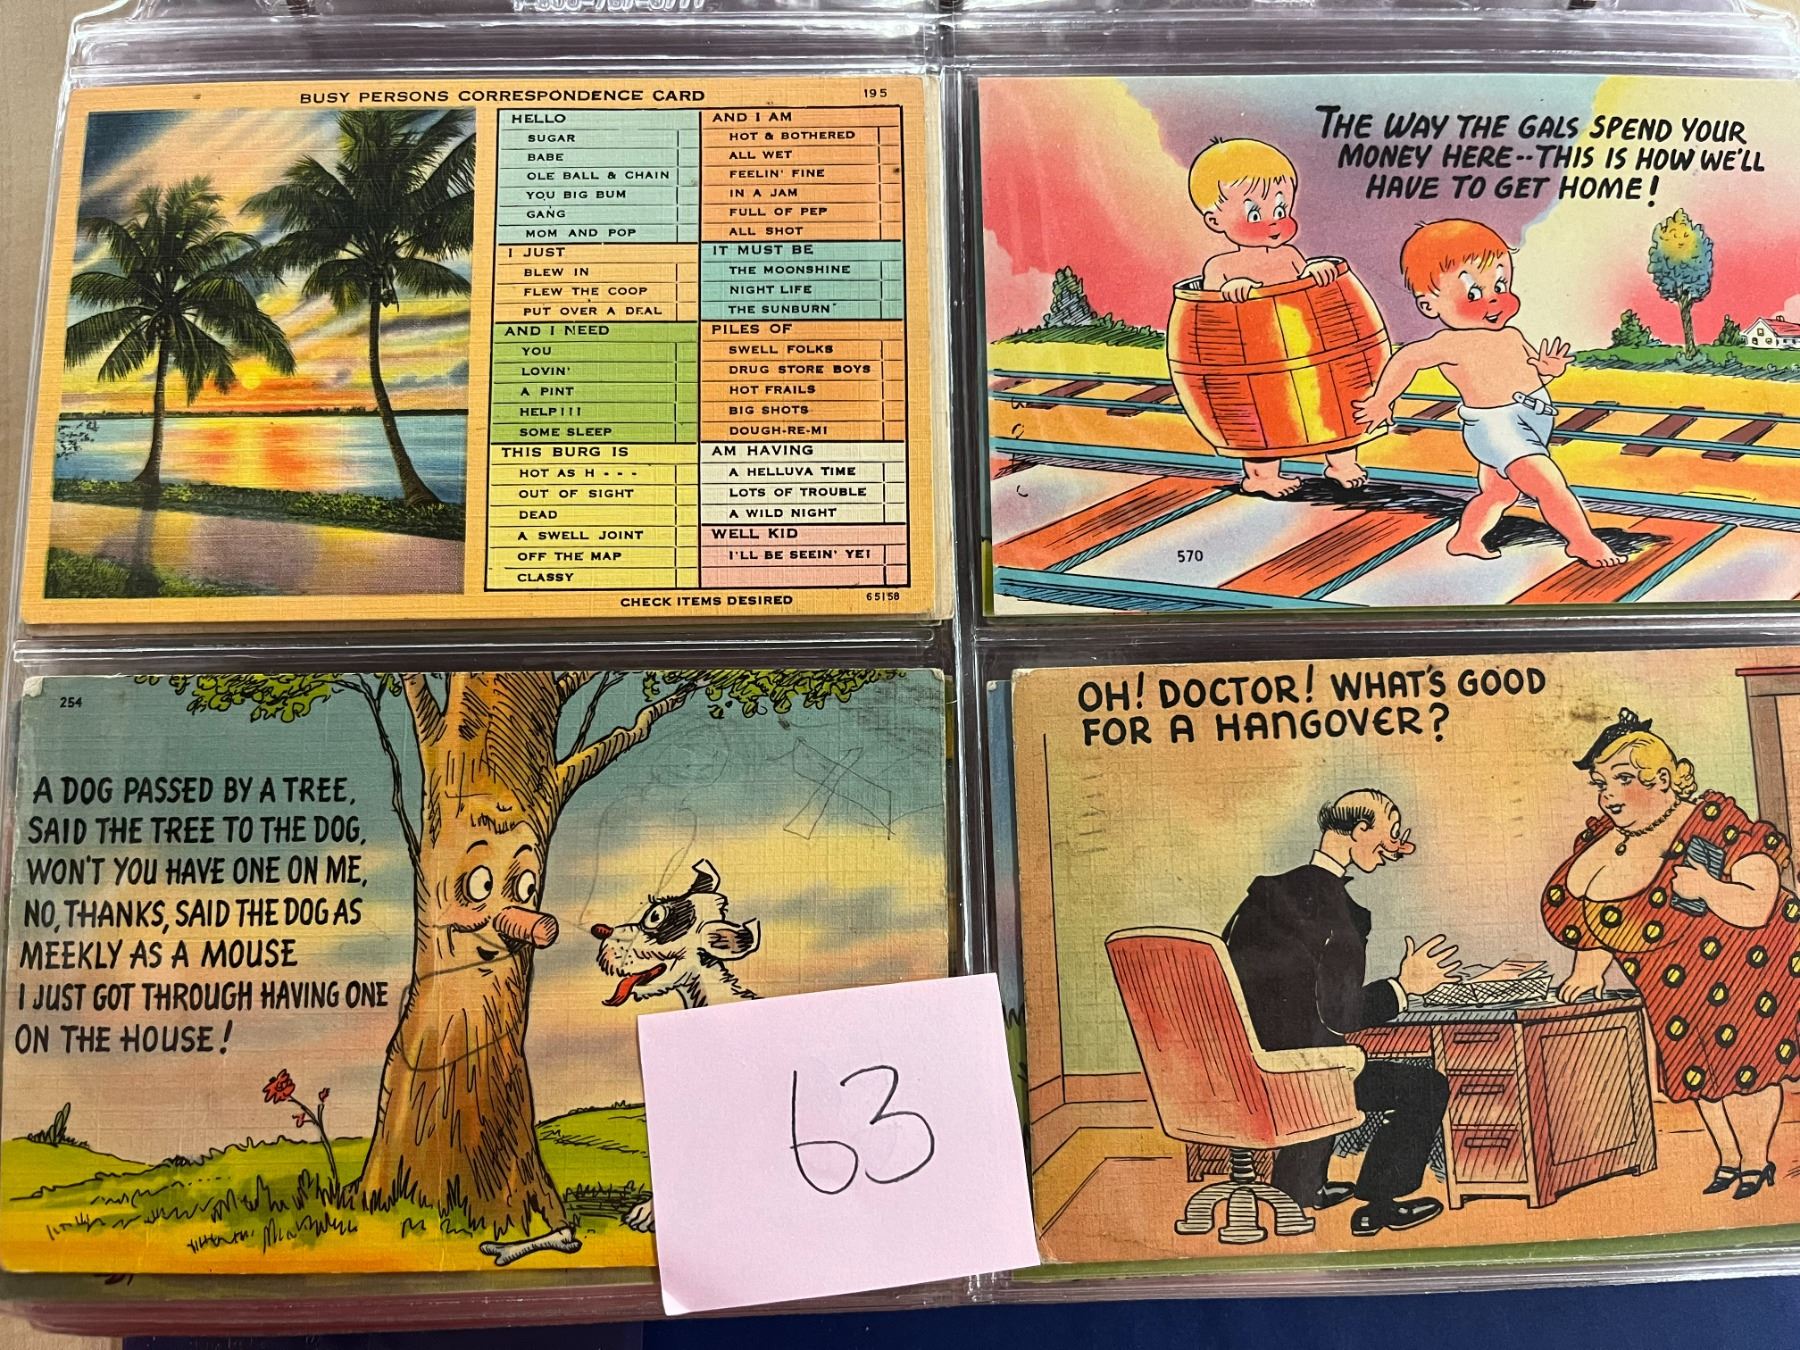 BUSY PERSONS CORRESPONDENCE CARD
195
HELLO
SUGAR
BABE
OLE BALL & CHAIN
YOU BIG BUM
GANG
MOM AND POP
I JUST
BLEW IN
FLEW THE COOP
PUT OVER A DEAL
AND I NEED
YOU
LOVIN'
A PINT
HELP!!!
SOME SLEEP
THIS BURG IS
HOT AS H - - -
OUT OF SIGHT
DEAD
A SWELL JOINT
OFF THE MAP
CLASSY
AND I AM
HOT & BOTHERED
ALL WET
FEELIN' FINE
IN A JAM
FULL OF PEP
ALL SHOT
IT MUST BE
THE MOONSHINE
NIGHT LIFE
THE SUNBURN
PILES OF
SWELL FOLKS
DRUG STORE BOYS
HOT FRAILS
BIG SHOTS
DOUGH-RE-MI
AM HAVING
A HELLUVA TIME
LOTS OF TROUBLE
A WILD NIGHT
WELL KID
I'LL BE SEEIN' YE!
CHECK ITEMS DESIRED
65158
THE WAY THE GALS SPEND YOUR
MONEY HERE--THIS IS HOW WE'LL
HAVE TO GET HOME!
570
254
A DOG PASSED BY A TREE,
SAID THE TREE TO THE DOG,
WON'T YOU HAVE ONE ON ME,
NO, THANKS, SAID THE DOG AS
MEEKLY AS A MOUSE
I JUST GOT THROUGH HAVING ONE
ON THE HOUSE!
OH! DOCTOR! WHAT'S GOOD
FOR A HANGOVER?
63